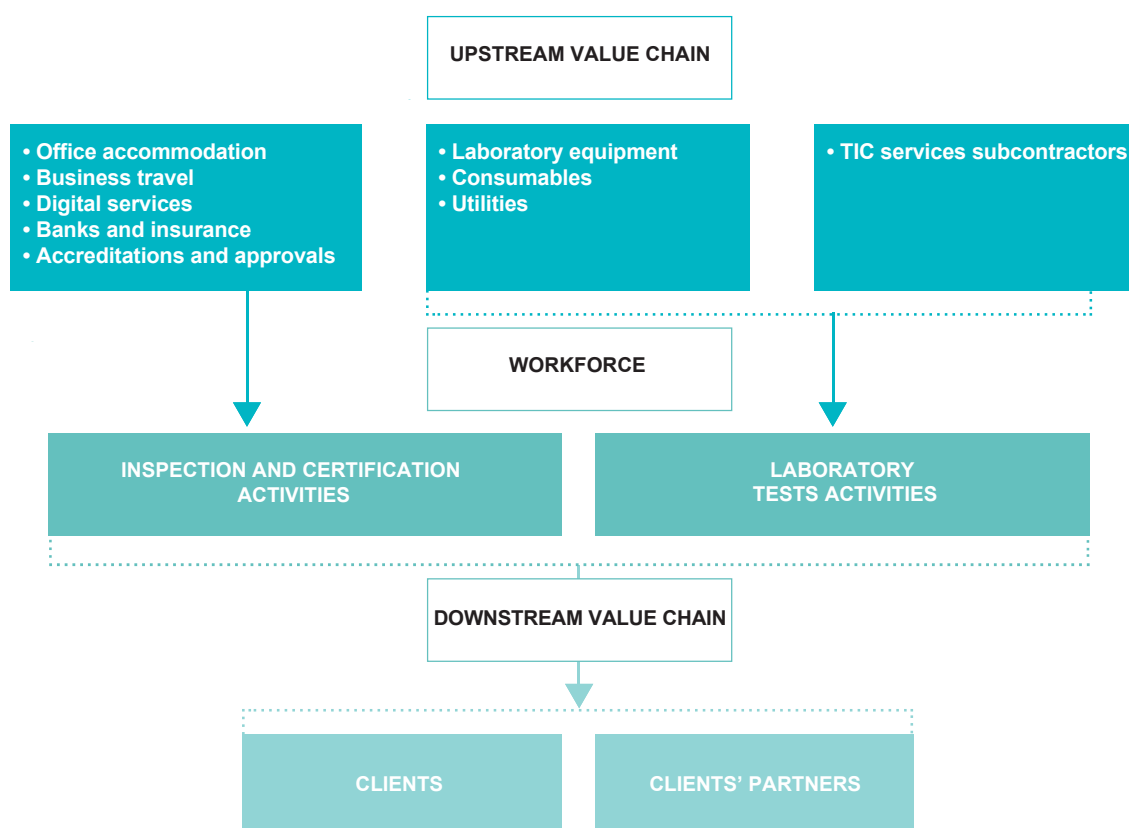 UPSTREAM VALUE CHAIN
• Office accommodation
• Business travel
• Digital services
• Banks and insurance
• Accreditations and approvals
• Laboratory equipment
• Consumables
• Utilities
• TIC services subcontractors
WORKFORCE
INSPECTION AND CERTIFICATION
ACTIVITIES
LABORATORY
TESTS ACTIVITIES
DOWNSTREAM VALUE CHAIN
CLIENTS
CLIENTS’ PARTNERS